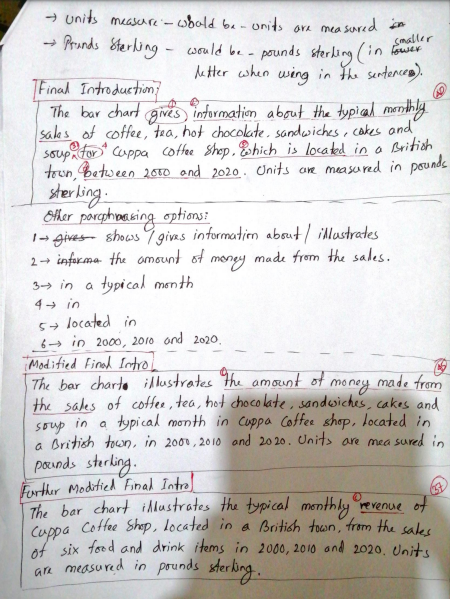 → Units measure – would be – units are measured in
→ Pounds Sterling – would be – pounds sterling (in fewer smaller
letter when using in the sentences).
Final Introduction:
The bar chart gives information about the typical monthly
sales of coffee, tea, hot chocolate, sandwiches, cakes and
soup for Cuppa Coffee Shop, which is located in a British
town, between 2000 and 2020. Units are measured in pounds
sterling.
Other paraphrasing options:
1 → gives shows / gives information about / illustrates
2 → informa the amount of money made from the sales.
3 → in a typical month
4 → in
5 → located in
6 → in 2000, 2010 and 2020.
Modified Final Intro
The bar chart illustrates the amount of money made from
the sales of coffee, tea, hot chocolate, sandwiches, cakes and
soup in a typical month in Cuppa Coffee shop, located in
a British town, in 2000, 2010 and 2020. Units are measured in
pounds sterling.
Further Modified Final Intro
The bar chart illustrates the typical monthly revenue of
Cuppa Coffee Shop, located in a British town, from the sales
of six food and drink items in 2000, 2010 and 2020. Units
are measured in pounds sterling.